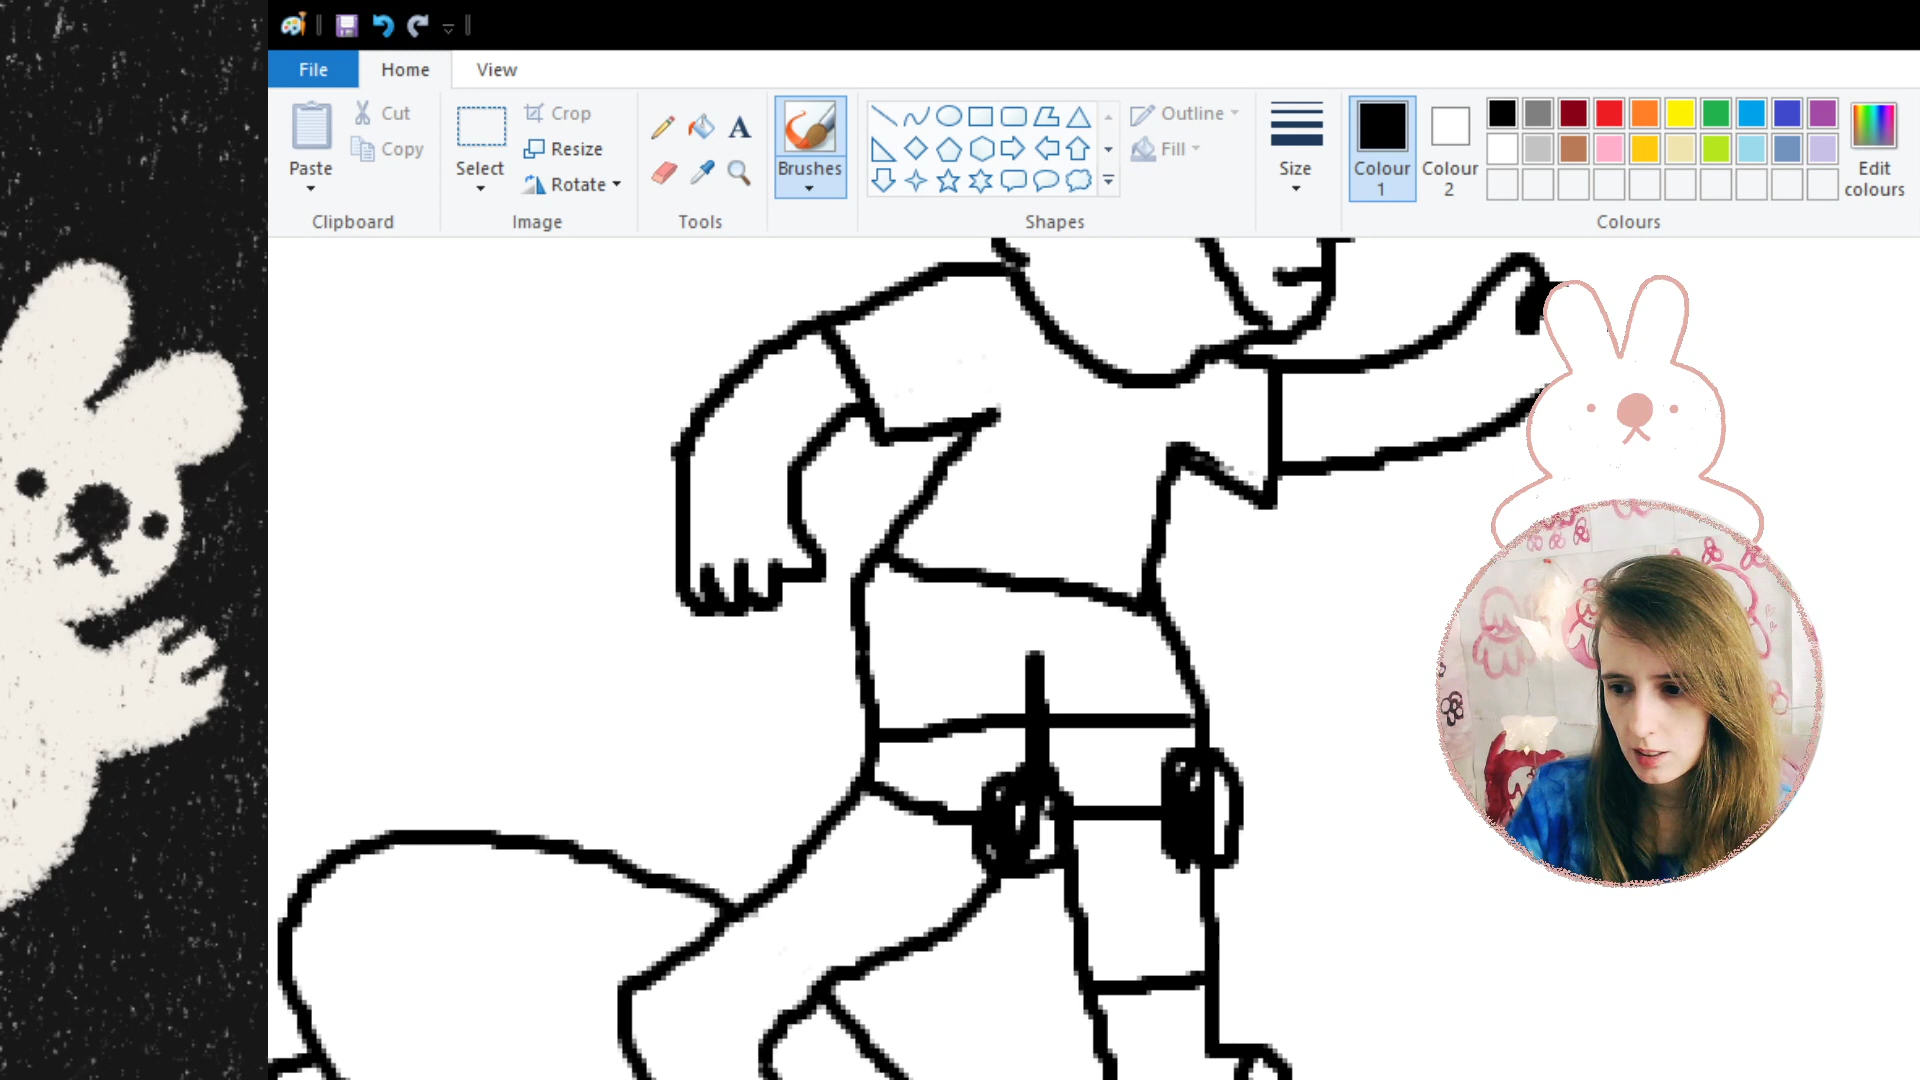 File Home View
Paste
Cut
Copy
Clipboard
Select
Crop
Resize
Rotate
Image
A
Tools
Brushes
Shapes
Outline
Fill
Size
Colour
1
Colour
2
Edit
colours
Colours